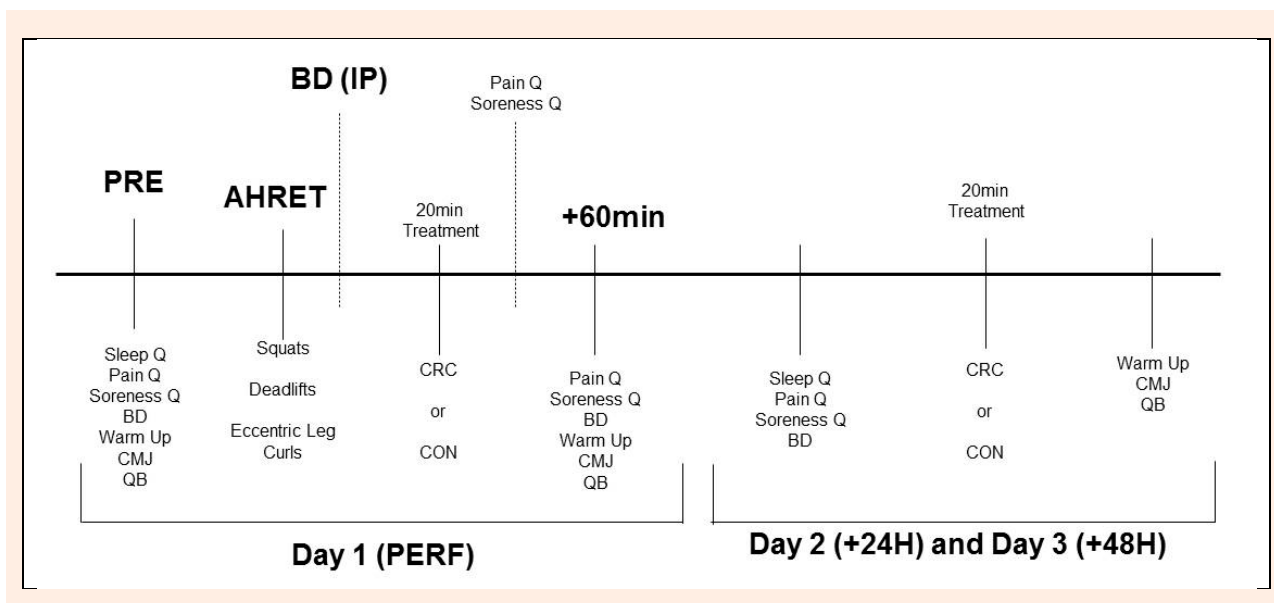 BD (IP)
Pain Q
Soreness Q
PRE
AHRET
20min
Treatment
+60min
20min
Treatment
Sleep Q
Pain Q
Soreness Q
BD
Warm Up
CMJ
QB
Squats
Deadlifts
Eccentric Leg
Curls
CRC
or
CON
Pain Q
Soreness Q
BD
Warm Up
CMJ
QB
Sleep Q
Pain Q
Soreness Q
BD
CRC
or
CON
Warm Up
CMJ
QB
Day 1 (PERF)
Day 2 (+24H) and Day 3 (+48H)